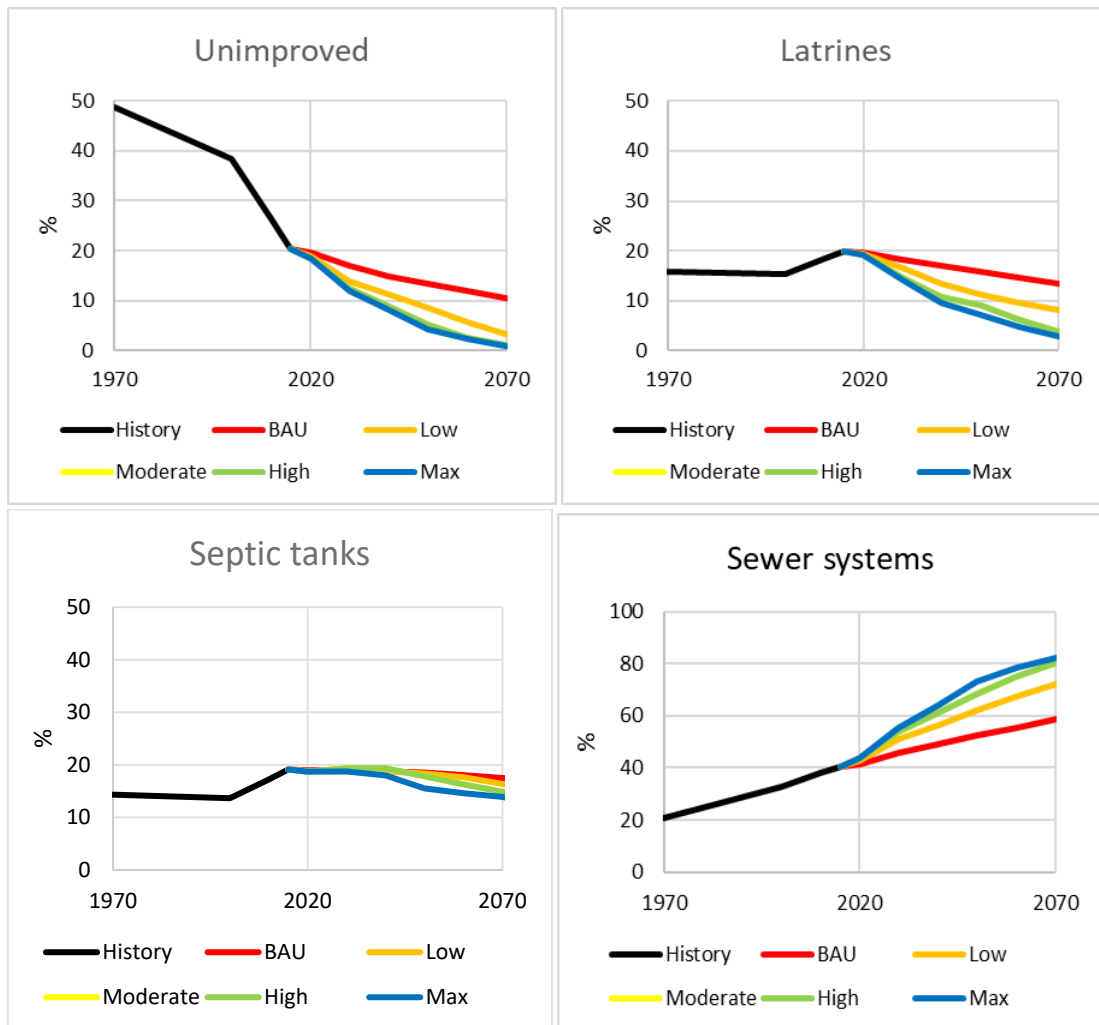 Unimproved
50
40
30
20
10
0
%
1970 2020 2070
History BAU Low
Moderate High Max
Latrines
50
40
30
20
10
0
%
1970 2020 2070
History BAU Low
Moderate High Max
Septic tanks
50
40
30
20
10
0
%
1970 2020 2070
History BAU Low
Moderate High Max
Sewer systems
100
80
60
40
20
0
%
1970 2020 2070
History BAU Low
Moderate High Max